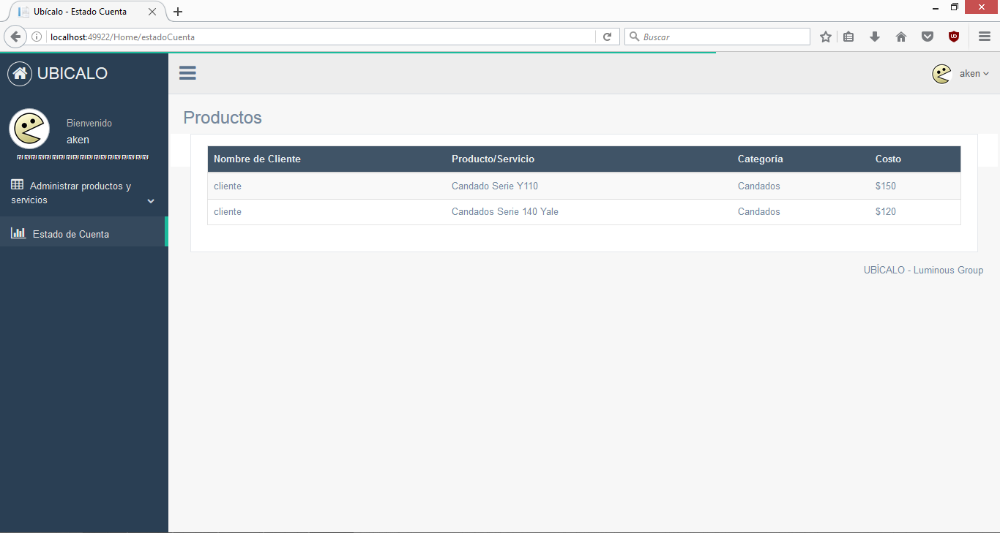 Ubícalo - Estado Cuenta
localhost:49922/Home/estadoCuenta
Buscar
UBICALO
aken
Bienvenido
aken
Administrar productos y
servicios
Estado de Cuenta
Productos
Nombre de Cliente Producto/Servicio Categoría Costo
cliente Candado Serie Y110 Candados $150
cliente Candados Serie 140 Yale Candados $120
UBÍCALO - Luminous Group